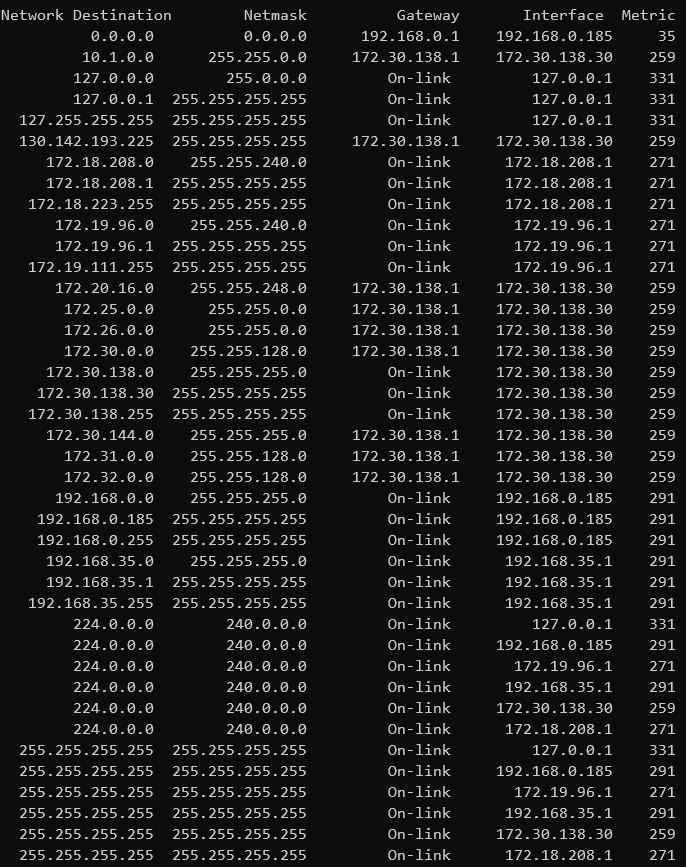 Network Destination        Netmask          Gateway       Interface  Metric
          0.0.0.0          0.0.0.0      192.168.0.1    192.168.0.185     35
         10.1.0.0      255.255.0.0     172.30.138.1    172.30.138.30    259
        127.0.0.0        255.0.0.0         On-link         127.0.0.1    331
        127.0.0.1  255.255.255.255         On-link         127.0.0.1    331
  127.255.255.255  255.255.255.255         On-link         127.0.0.1    331
  130.142.193.225  255.255.255.255     172.30.138.1    172.30.138.30    259
     172.18.208.0    255.255.240.0         On-link      172.18.208.1    271
     172.18.208.1  255.255.255.255         On-link      172.18.208.1    271
   172.18.223.255  255.255.255.255         On-link      172.18.208.1    271
      172.19.96.0    255.255.240.0         On-link       172.19.96.1    271
      172.19.96.1  255.255.255.255         On-link       172.19.96.1    271
   172.19.111.255  255.255.255.255         On-link       172.19.96.1    271
      172.20.16.0    255.255.248.0     172.30.138.1    172.30.138.30    259
       172.25.0.0      255.255.0.0     172.30.138.1    172.30.138.30    259
       172.26.0.0      255.255.0.0     172.30.138.1    172.30.138.30    259
       172.30.0.0    255.255.128.0     172.30.138.1    172.30.138.30    259
     172.30.138.0    255.255.255.0         On-link     172.30.138.30    259
    172.30.138.30  255.255.255.255         On-link     172.30.138.30    259
   172.30.138.255  255.255.255.255         On-link     172.30.138.30    259
     172.30.144.0    255.255.255.0     172.30.138.1    172.30.138.30    259
       172.31.0.0    255.255.128.0     172.30.138.1    172.30.138.30    259
       172.32.0.0    255.255.128.0     172.30.138.1    172.30.138.30    259
      192.168.0.0    255.255.255.0         On-link     192.168.0.185    291
    192.168.0.185  255.255.255.255         On-link     192.168.0.185    291
    192.168.0.255  255.255.255.255         On-link     192.168.0.185    291
     192.168.35.0    255.255.255.0         On-link      192.168.35.1    291
     192.168.35.1  255.255.255.255         On-link      192.168.35.1    291
   192.168.35.255  255.255.255.255         On-link      192.168.35.1    291
        224.0.0.0        240.0.0.0         On-link         127.0.0.1    331
        224.0.0.0        240.0.0.0         On-link     192.168.0.185    291
        224.0.0.0        240.0.0.0         On-link       172.19.96.1    271
        224.0.0.0        240.0.0.0         On-link      192.168.35.1    291
        224.0.0.0        240.0.0.0         On-link     172.30.138.30    259
        224.0.0.0        240.0.0.0         On-link      172.18.208.1    271
  255.255.255.255  255.255.255.255         On-link         127.0.0.1    331
  255.255.255.255  255.255.255.255         On-link     192.168.0.185    291
  255.255.255.255  255.255.255.255         On-link       172.19.96.1    271
  255.255.255.255  255.255.255.255         On-link      192.168.35.1    291
  255.255.255.255  255.255.255.255         On-link     172.30.138.30    259
  255.255.255.255  255.255.255.255         On-link      172.18.208.1    271